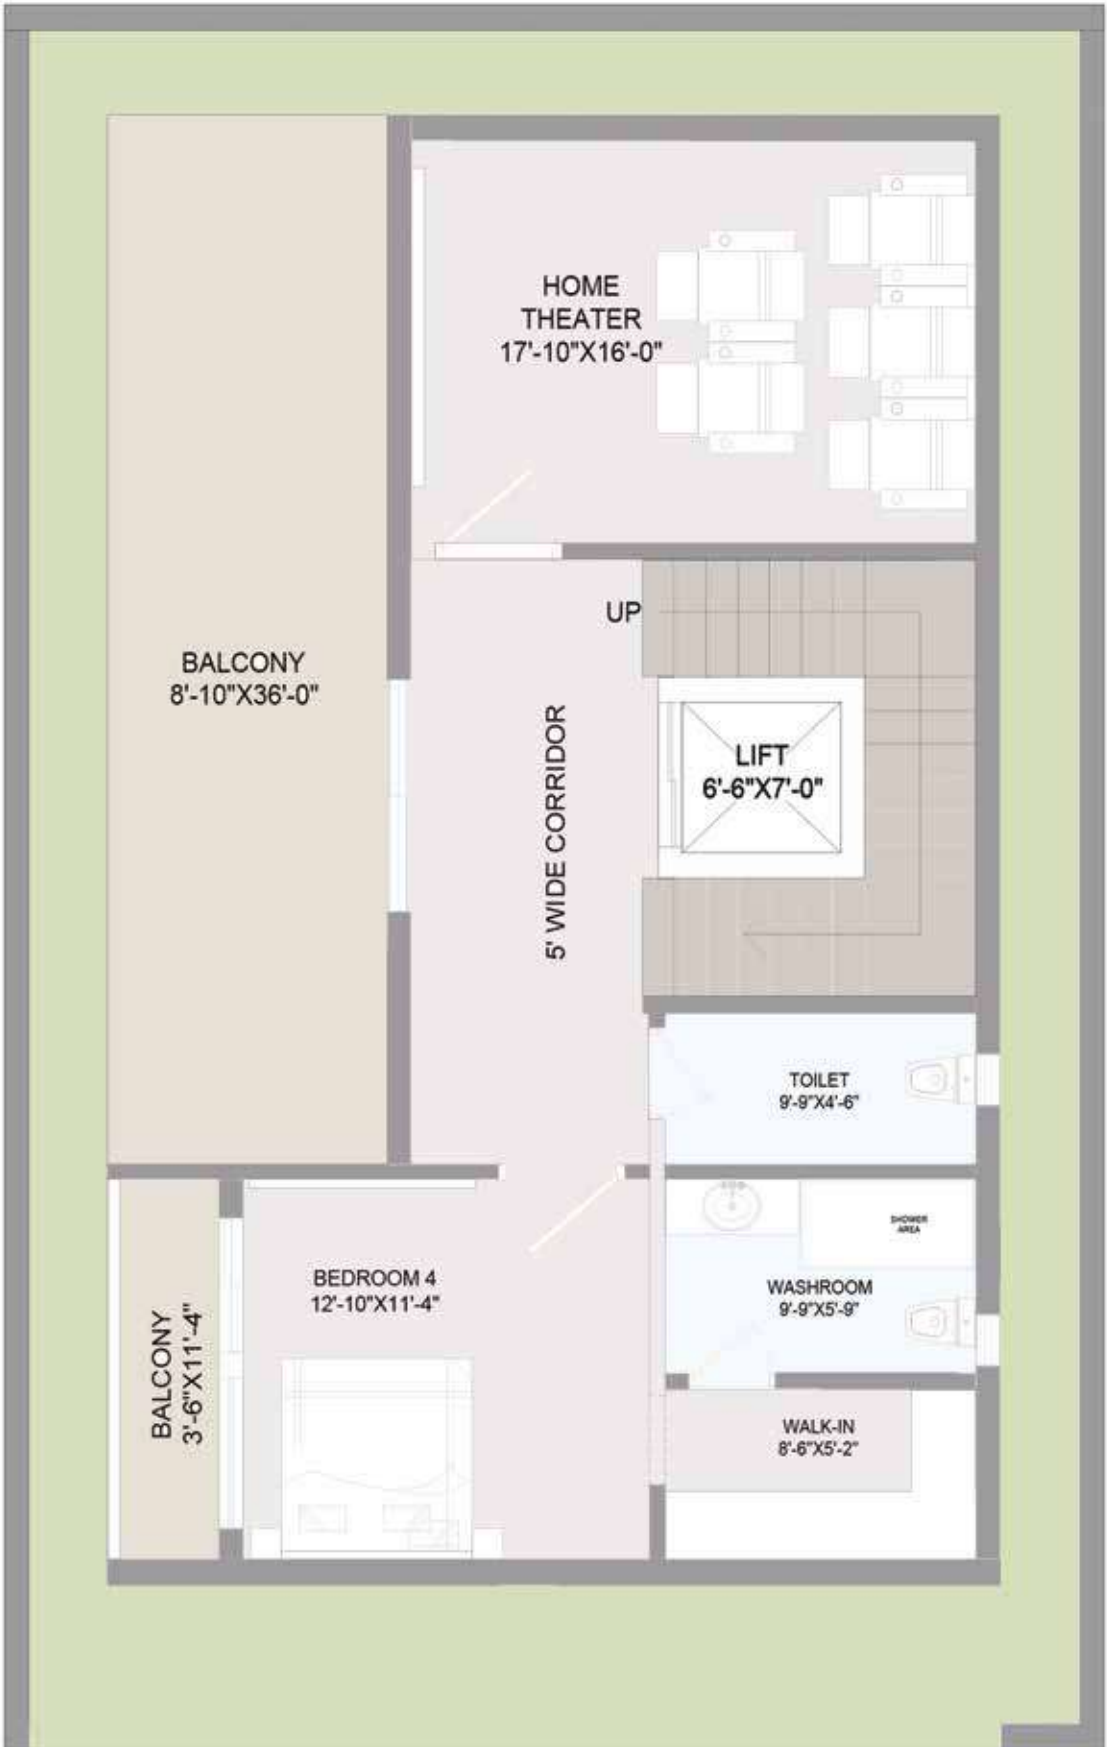 HOME
THEATER
17'-10"X16'-0"
UP
BALCONY
8'-10"X36'-0"
5' WIDE CORRIDOR
LIFT
6'-6"X7'-0"
TOILET
9'-9"X4'-6"
SHOWER
AREA
BEDROOM 4
12'-10"X11'-4"
WASHROOM
9'-9"X5'-9"
BALCONY
3'-6"X11'-4"
WALK-IN
8'-6"X5'-2"